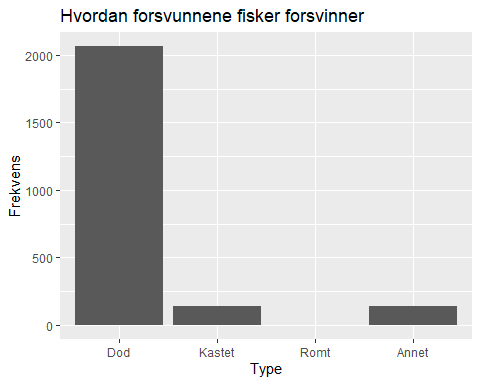 Hvordan forsvunnene fisker forsvinner
Frekvens
2000
1500
1000
500
0
Dod Kastet Romt Annet
Type